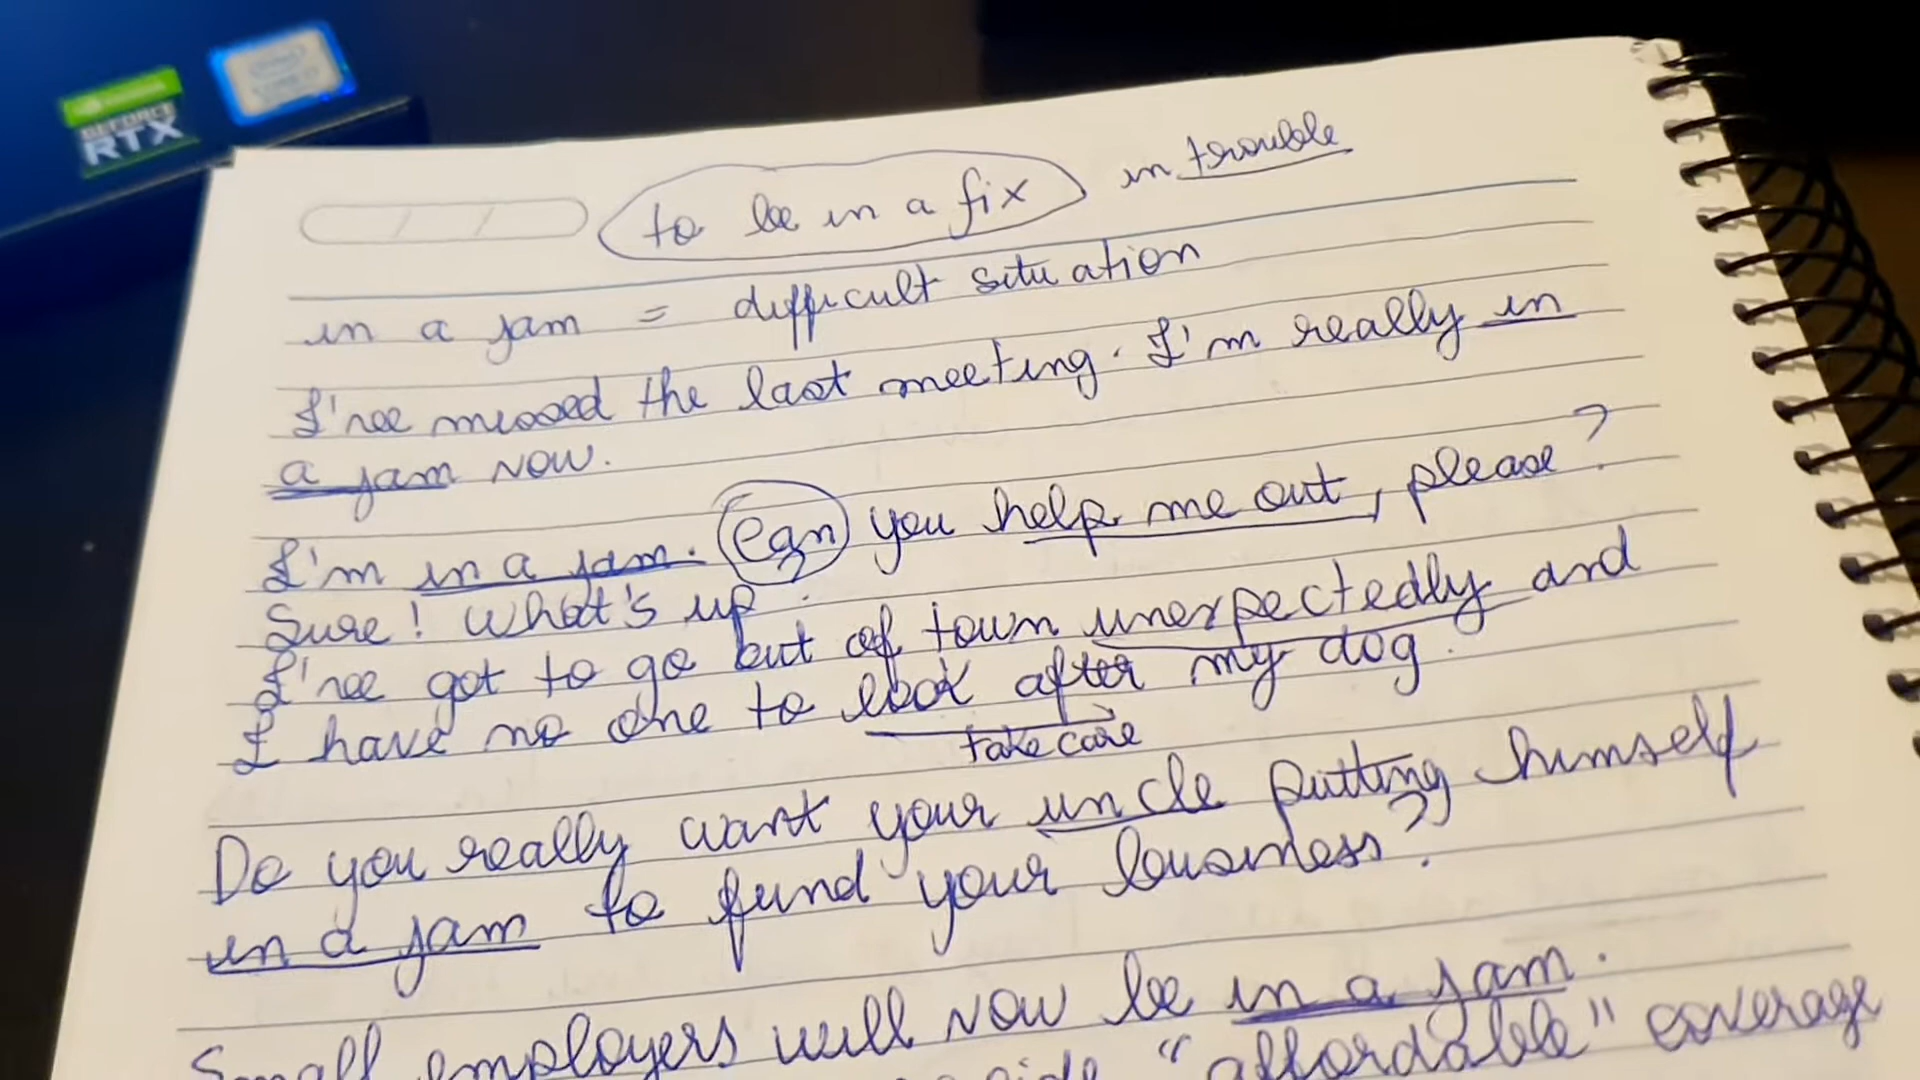 GEFORCE
RTX
to be in a fix in trouble
in a jam = difficult situation
I've missed the last meeting. I'm really in
a jam now.
I'm in a jam. Can you help me out, please?
Sure! What's up
I've got to go out of town unexpectedly and
I have no one to look after my dog.
take care
Do you really want your uncle putting himself
in a jam to fund your business?
Small employers will now be in a jam.
"affordable" coverage